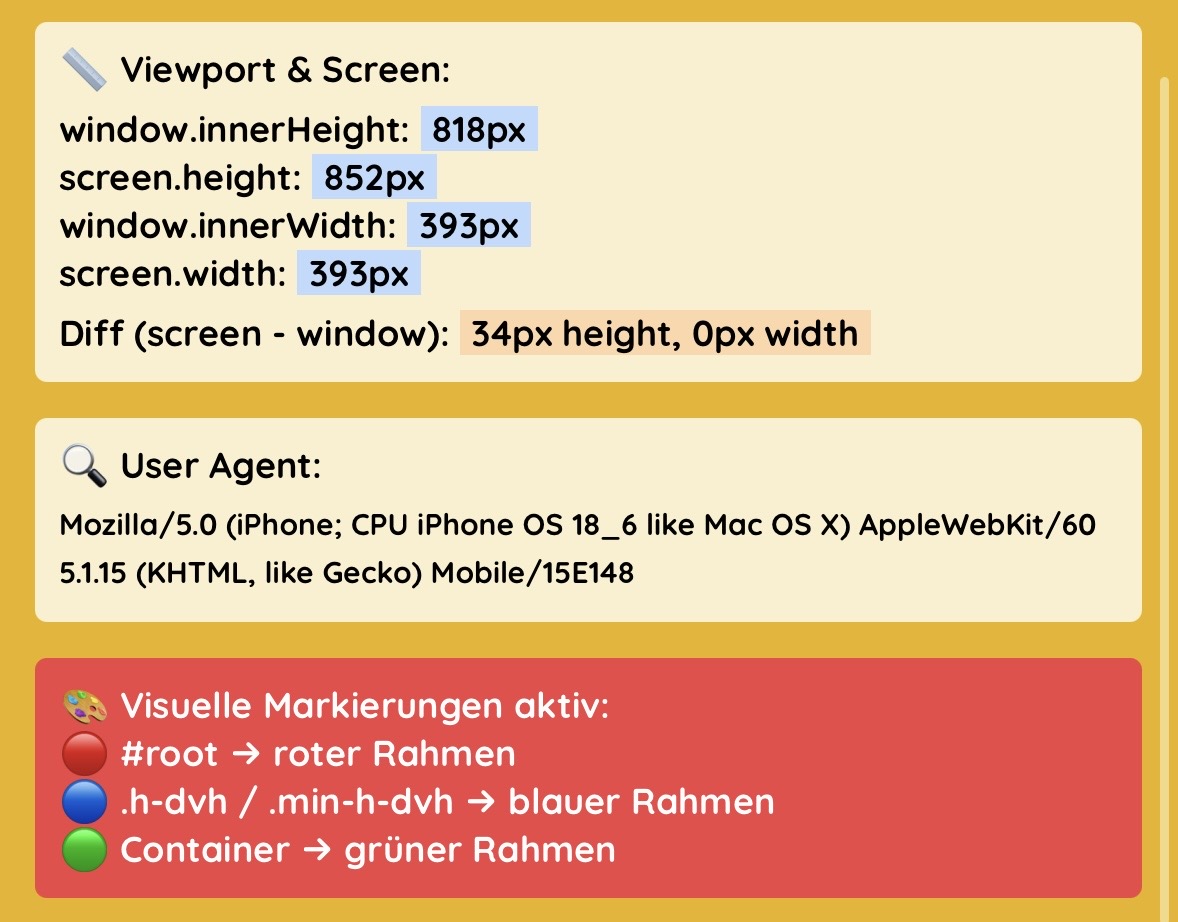 📏 Viewport & Screen:
window.innerHeight: 818px
screen.height: 852px
window.innerWidth: 393px
screen.width: 393px
Diff (screen - window): 34px height, 0px width
🔍 User Agent:
Mozilla/5.0 (iPhone; CPU iPhone OS 18_6 like Mac OS X) AppleWebKit/60
5.1.15 (KHTML, like Gecko) Mobile/15E148
🎨 Visuelle Markierungen aktiv:
🔴 #root → roter Rahmen
🔵 .h-dvh / .min-h-dvh → blauer Rahmen
🟢 Container → grüner Rahmen